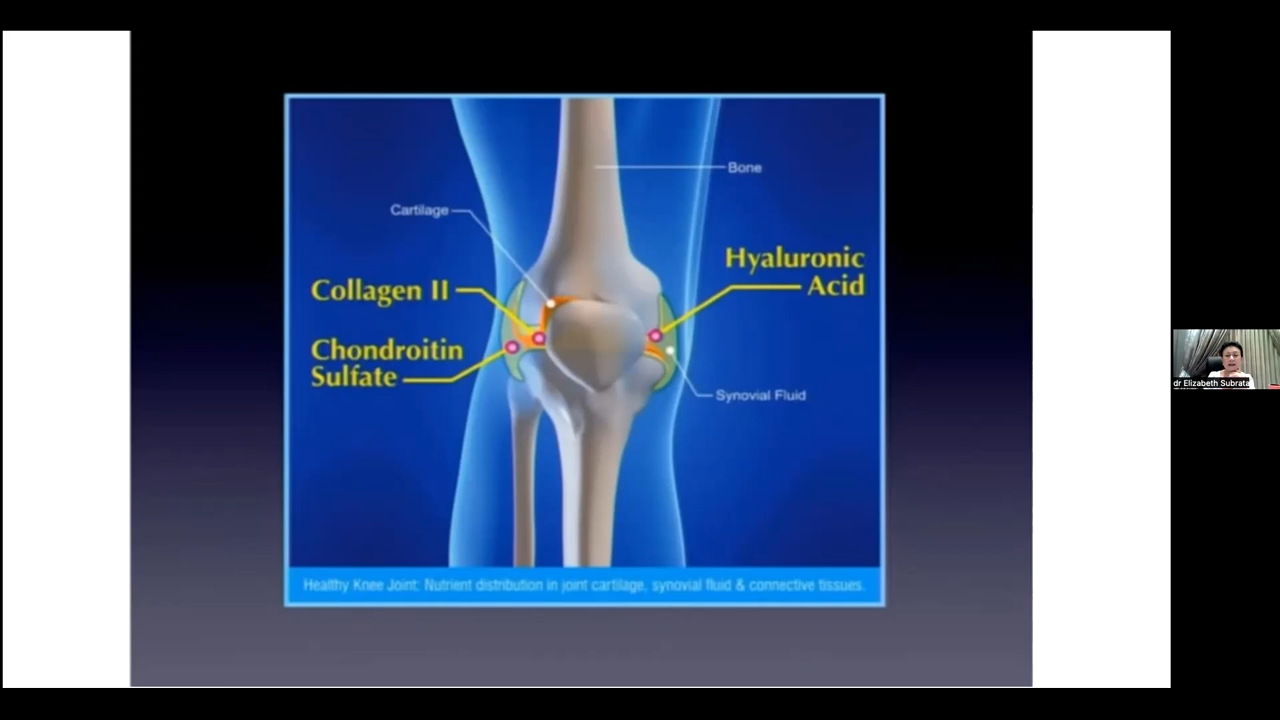 Bone
Cartilage
Hyaluronic
Acid
Collagen II
Chondroitin
Sulfate
Synovial Fluid
Healthy Knee Joint: Nutrient distribution in joint cartilage, synovial fluid & connective tissues.
dr Elizabeth Subrata